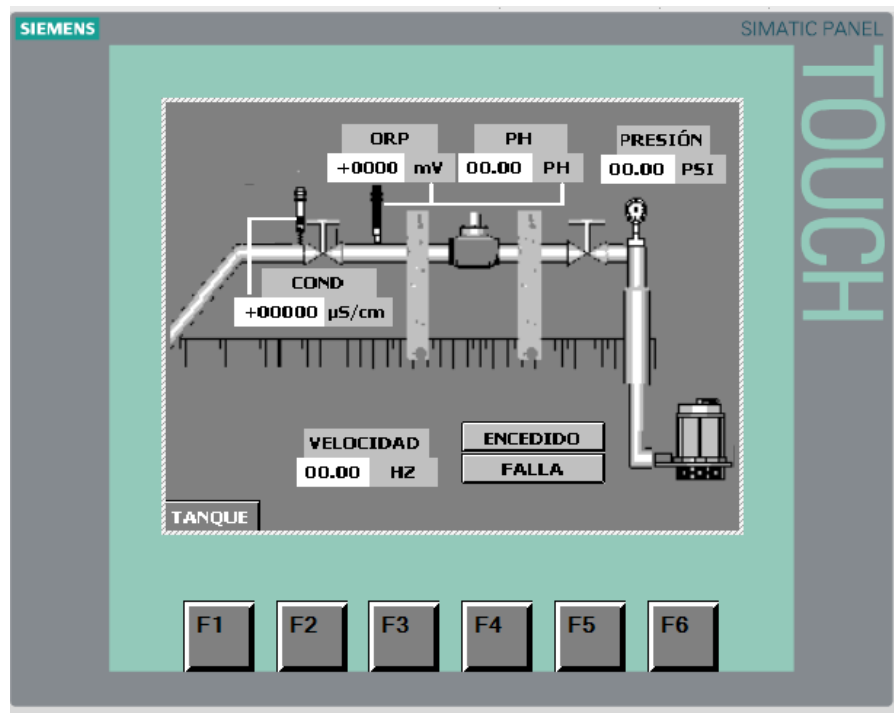 SIEMENS
SIMATIC PANEL
TOUCH
ORP
+0000 mV
PH
00.00 PH
PRESIÓN
00.00 PSI
COND
+00000 µS/cm
VELOCIDAD
00.00 HZ
ENCEDIDO
FALLA
TANQUE
F1 F2 F3 F4 F5 F6